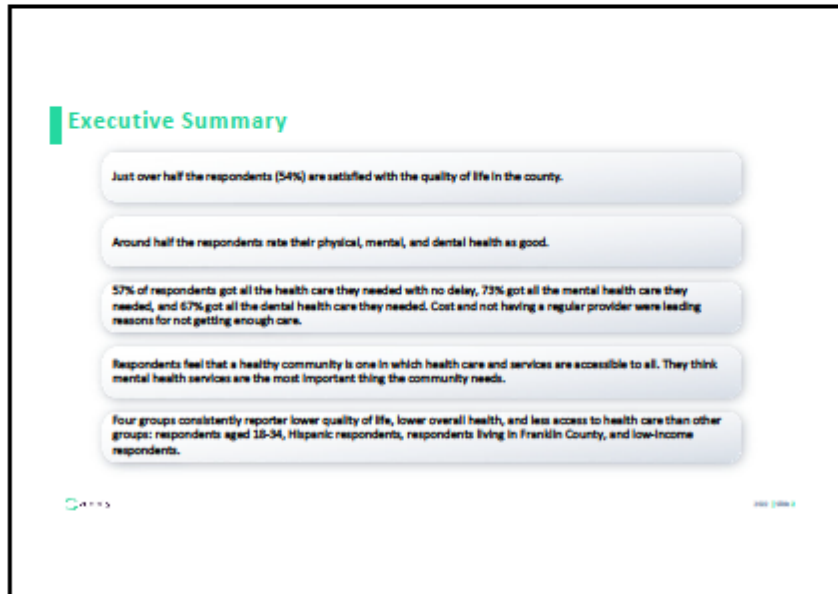 Executive Summary
Just over half the respondents (54%) are satisfied with the quality of life in the county.
Around half the respondents rate their physical, mental, and dental health as good.
57% of respondents got all the health care they needed with no delay, 73% got all the mental health care they
needed, and 67% got all the dental health care they needed. Cost and not having a regular provider were leading
reasons for not getting enough care.
Respondents feel that a healthy community is one in which health care and services are accessible to all. They think
mental health services are the most important thing the community needs.
Four groups consistently reporter lower quality of life, lower overall health, and less access to health care than other
groups: respondents aged 18-34, Hispanic respondents, respondents living in Franklin County, and low-income
respondents.